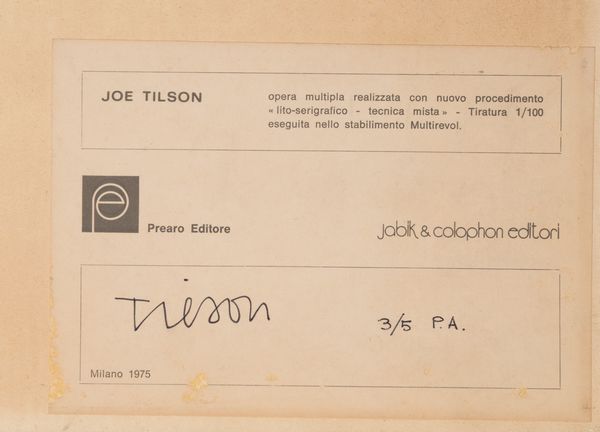 JOE TILSON
opera multipla realizzata con nuovo procedimento
« lito-serigrafico - tecnica mista » - Tiratura 1/100
eseguita nello stabilimento Multirevol.
pe
Prearo Editore
jabik & colophon editori
Tilson
3/5 P.A.
Milano 1975